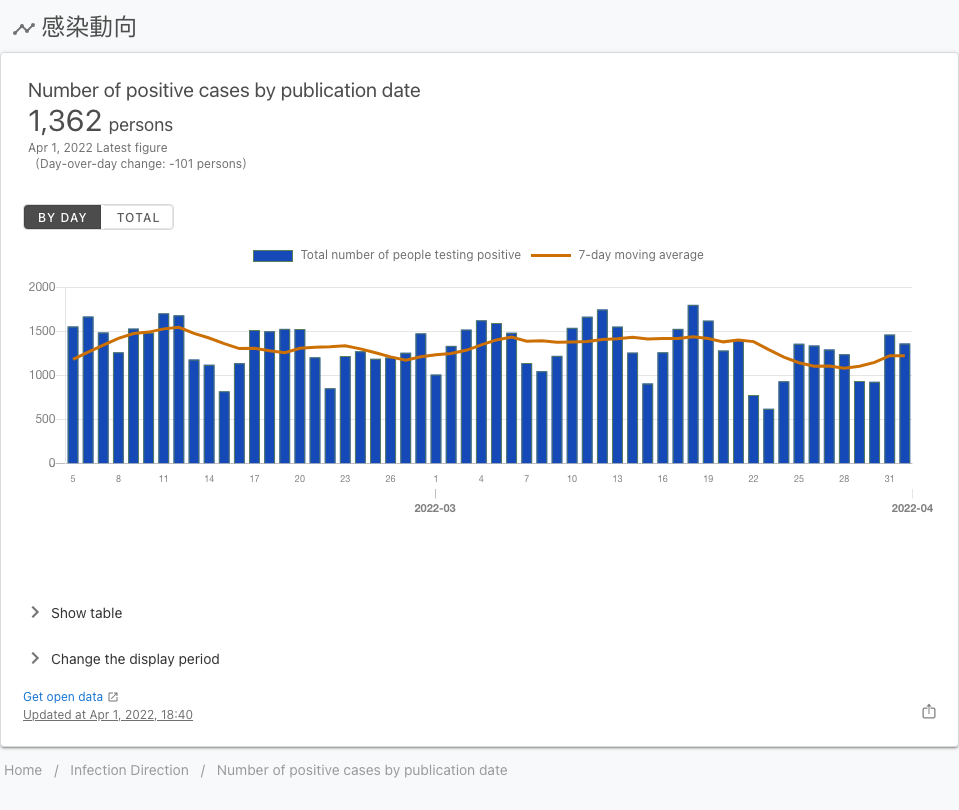 感染動向
Number of positive cases by publication date
1,362 persons
Apr 1, 2022 Latest figure
(Day-over-day change: -101 persons)
BY DAY TOTAL
Total number of people testing positive 7-day moving average
2000
1500
1000
500
0
5 8 11 14 17 20 23 26 1 4 7 10 13 16 19 22 25 28 31
2022-03 2022-04
Show table
Change the display period
Get open data
Updated at Apr 1, 2022, 18:40
Home / Infection Direction / Number of positive cases by publication date